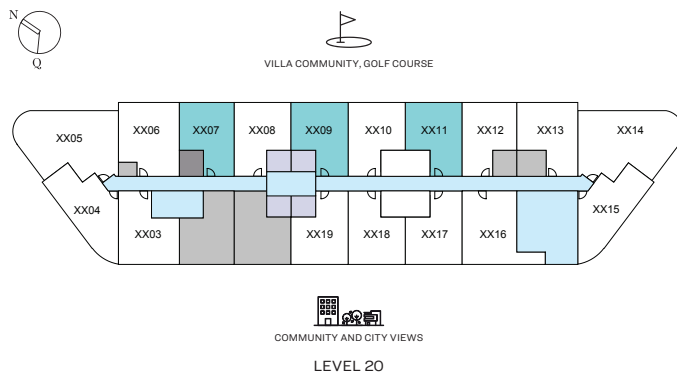 N
Q
VILLA COMMUNITY, GOLF COURSE
XX05
XX06
XX07
XX08
XX09
XX10
XX11
XX12
XX13
XX14
XX04
XX03
XX19
XX18
XX17
XX16
XX15
COMMUNITY AND CITY VIEWS
LEVEL 20